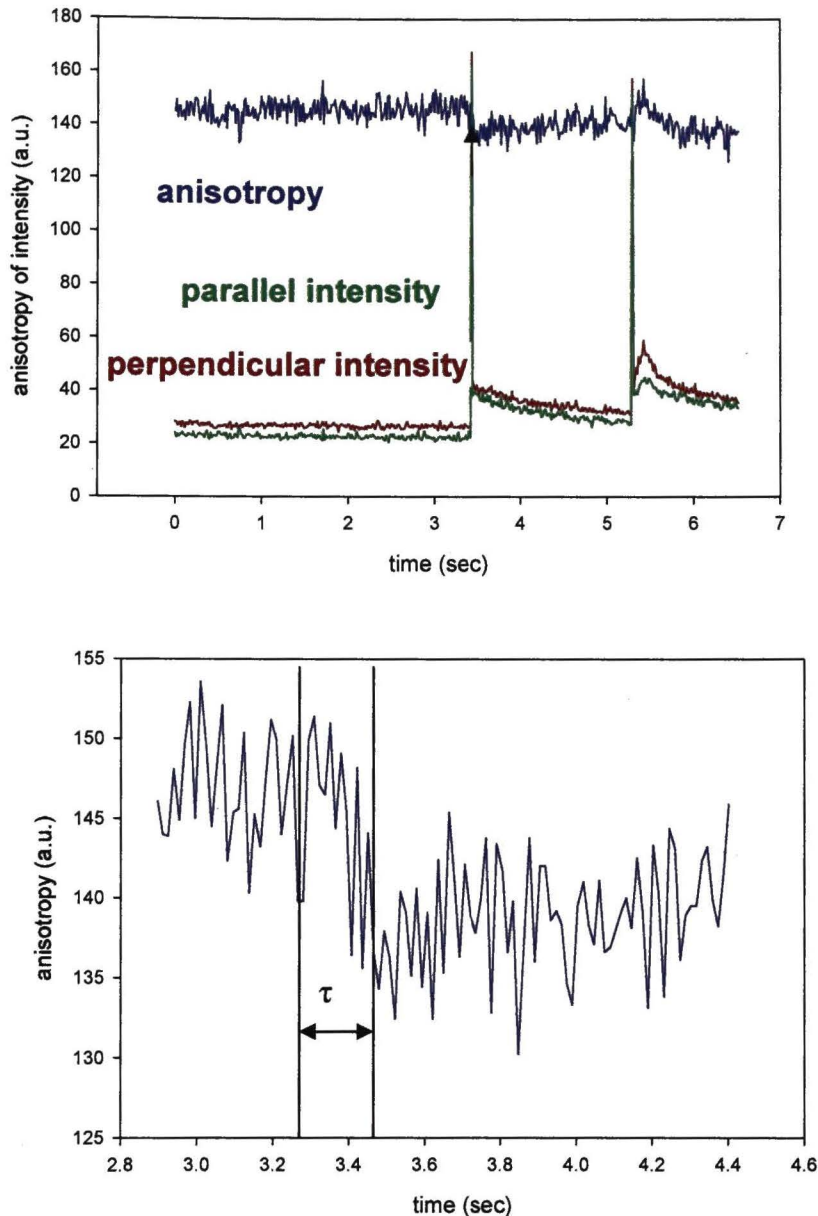 180
160
140
120
100
80
60
40
20
0
anisotropy of intensity (a.u.)
anisotropy
parallel intensity
perpendicular intensity
0 1 2 3 4 5 6 7
time (sec)
155
150
145
140
135
130
125
anisotropy (a.u.)
τ
2.8 3.0 3.2 3.4 3.6 3.8 4.0 4.2 4.4 4.6
time (sec)